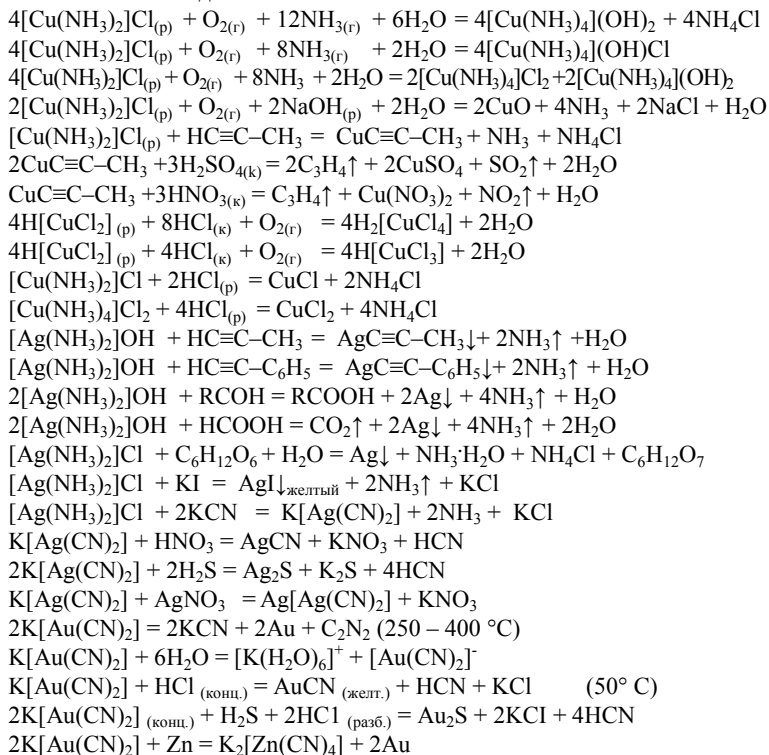 4[Cu(NH₃)₂]Cl₍ₚ₎ + O₂₍г₎ + 12NH₃₍г₎ + 6H₂O = 4[Cu(NH₃)₄](OH)₂ + 4NH₄Cl
4[Cu(NH₃)₂]Cl₍ₚ₎ + O₂₍г₎ + 8NH₃₍г₎ + 2H₂O = 4[Cu(NH₃)₄](OH)Cl
4[Cu(NH₃)₂]Cl₍ₚ₎ + O₂₍г₎ + 8NH₃ + 2H₂O = 2[Cu(NH₃)₄]Cl₂ +2[Cu(NH₃)₄](OH)₂
2[Cu(NH₃)₂]Cl₍ₚ₎ + O₂₍г₎ + 2NaOH₍ₚ₎ + 2H₂O = 2CuO + 4NH₃ + 2NaCl + H₂O
[Cu(NH₃)₂]Cl₍ₚ₎ + HC≡C–CH₃ = CuC≡C–CH₃ + NH₃ + NH₄Cl
2CuC≡C–CH₃ +3H₂SO₄₍ₖ₎ = 2C₃H₄↑ + 2CuSO₄ + SO₂↑ + 2H₂O
CuC≡C–CH₃ +3HNO₃₍ₖ₎ = C₃H₄↑ + Cu(NO₃)₂ + NO₂↑ + H₂O
4H[CuCl₂] ₍ₚ₎ + 8HCl₍ₖ₎ + O₂₍г₎ = 4H₂[CuCl₄] + 2H₂O
4H[CuCl₂] ₍ₚ₎ + 4HCl₍ₖ₎ + O₂₍г₎ = 4H[CuCl₃] + 2H₂O
[Cu(NH₃)₂]Cl + 2HCl₍ₚ₎ = CuCl + 2NH₄Cl
[Cu(NH₃)₄]Cl₂ + 4HCl₍ₚ₎ = CuCl₂ + 4NH₄Cl
[Ag(NH₃)₂]OH + HC≡C–CH₃ = AgC≡C–CH₃↓+ 2NH₃↑ +H₂O
[Ag(NH₃)₂]OH + HC≡C–C₆H₅ = AgC≡C–C₆H₅↓+ 2NH₃↑ + H₂O
2[Ag(NH₃)₂]OH + RCOH = RCOOH + 2Ag↓ + 4NH₃↑ + H₂O
2[Ag(NH₃)₂]OH + HCOOH = CO₂↑ + 2Ag↓ + 4NH₃↑ + 2H₂O
[Ag(NH₃)₂]Cl + C₆H₁₂O₆ + H₂O = Ag↓ + NH₃·H₂O + NH₄Cl + C₆H₁₂O₇
[Ag(NH₃)₂]Cl + KI = AgI↓желтый + 2NH₃↑ + KCl
[Ag(NH₃)₂]Cl + 2KCN = K[Ag(CN)₂] + 2NH₃ + KCl
K[Ag(CN)₂] + HNO₃ = AgCN + KNO₃ + HCN
2K[Ag(CN)₂] + 2H₂S = Ag₂S + K₂S + 4HCN
K[Ag(CN)₂] + AgNO₃ = Ag[Ag(CN)₂] + KNO₃
2K[Au(CN)₂] = 2KCN + 2Au + C₂N₂ (250 – 400 °C)
K[Au(CN)₂] + 6H₂O = [K(H₂O)₆]⁺ + [Au(CN)₂]⁻
K[Au(CN)₂] + HCl (конц.) = AuCN (желт.) + HCN + KCl (50° C)
2K[Au(CN)₂] (конц.) + H₂S + 2HC1 (разб.) = Au₂S + 2KCI + 4HCN
2K[Au(CN)₂] + Zn = K₂[Zn(CN)₄] + 2Au